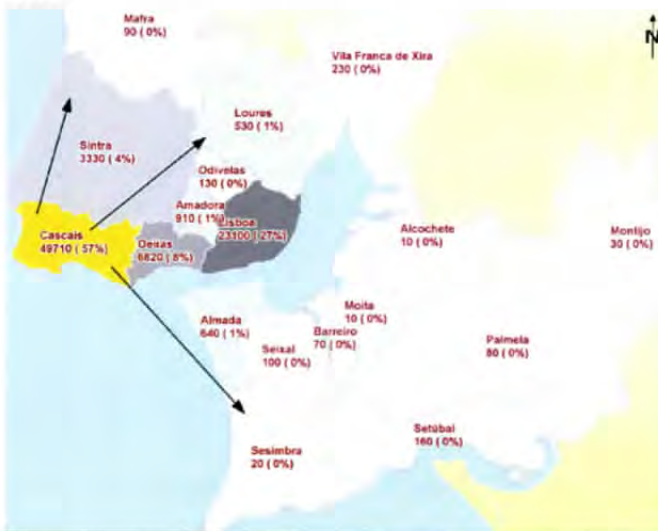 Mafra
90 ( 0%)
N
Vila Franca de Xira
230 ( 0%)
Loures
530 ( 1%)
Sintra
3330 ( 4%)
Odivelas
130 ( 0%)
Amadora
910 ( 1%)
Lisboa
23100 ( 27%)
Cascais
49710 ( 57%)
Oeiras
6820 ( 8%)
Alcochete
10 ( 0%)
Montijo
30 ( 0%)
Almada
640 ( 1%)
Moita
10 ( 0%)
Barreiro
70 ( 0%)
Seixal
100 ( 0%)
Palmela
80 ( 0%)
Setúbal
160 ( 0%)
Sesimbra
20 ( 0%)